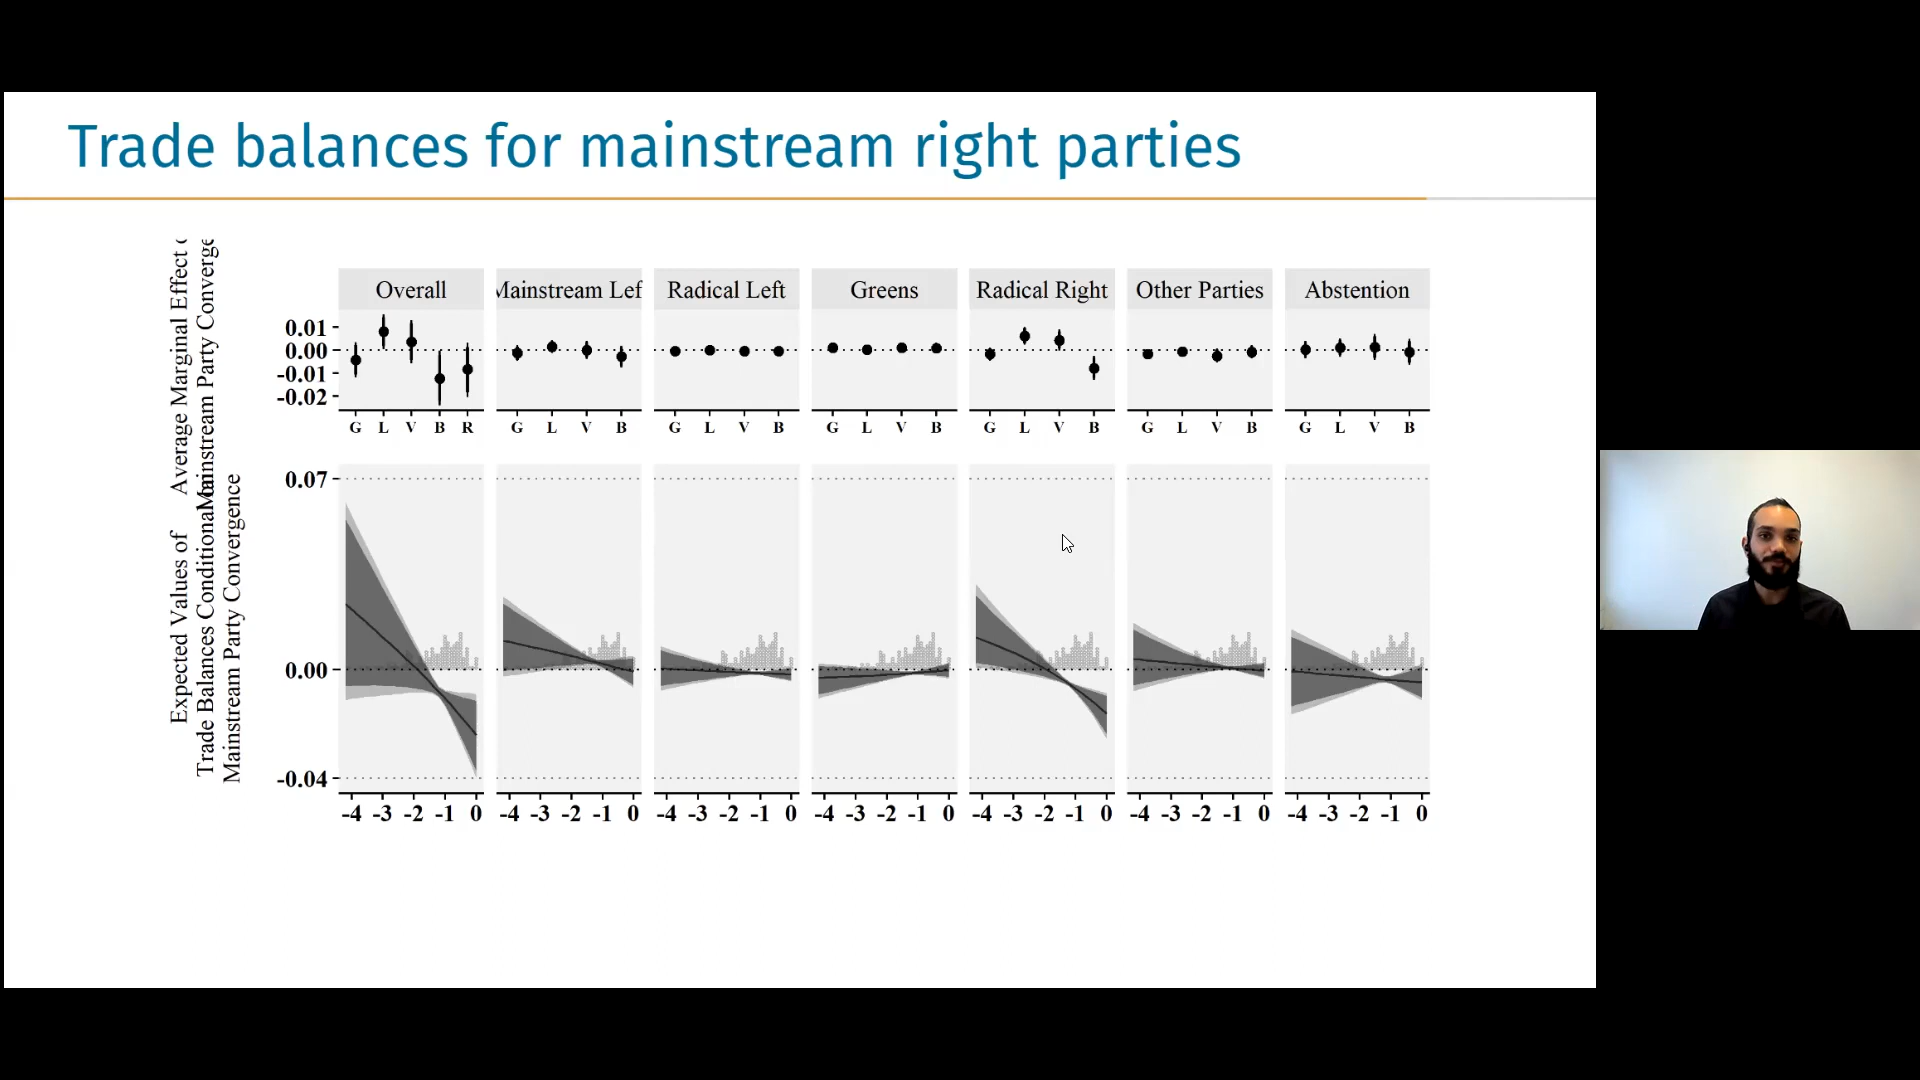 Trade balances for mainstream right parties
Average Marginal Effect
Mainstream Party
Overall
Mainstream Lef
Radical Left
Greens
Radical Right
Other Parties
Abstention
0.01
0.00
-0.01
-0.02
G L V B R
G L V B
G L V B
G L V B
G L V B
G L V B
G L V B
Expected Values of
Trade Balances Conditional
Mainstream Party Convergence
0.07
0.00
-0.04
-4 -3 -2 -1 0
-4 -3 -2 -1 0
-4 -3 -2 -1 0
-4 -3 -2 -1 0
-4 -3 -2 -1 0
-4 -3 -2 -1 0
-4 -3 -2 -1 0